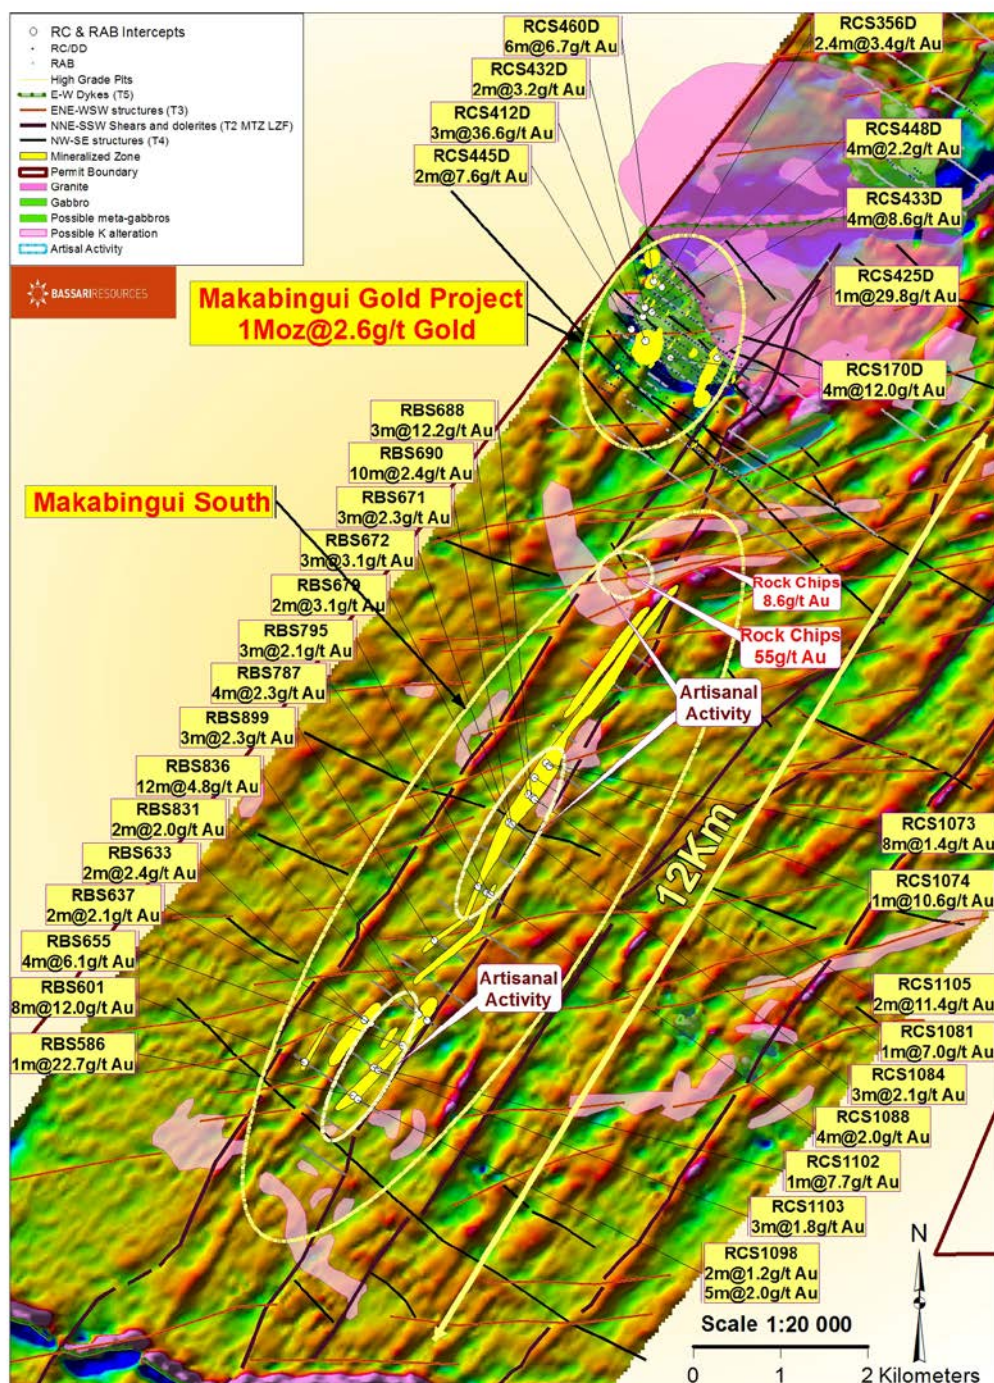 RC & RAB Intercepts
RC/DD
RAB
High Grade Pits
E-W Dykes (T5)
ENE-WSW structures (T3)
NNE-SSW Shears and dolerites (T2 MTZ LZF)
NW-SE structures (T4)
Mineralized Zone
Permit Boundary
Granite
Gabbro
Possible meta-gabbros
Possible K alteration
Artisal Activity
BASSARIRESOURCES
RCS460D
6m@6.7g/t Au
RCS432D
2m@3.2g/t Au
RCS412D
3m@36.6g/t Au
RCS445D
2m@7.6g/t Au
RCS356D
2.4m@3.4g/t Au
RCS448D
4m@2.2g/t Au
RCS433D
4m@8.6g/t Au
RCS425D
1m@29.8g/t Au
RCS170D
4m@12.0g/t Au
Makabingui Gold Project
1Moz@2.6g/t Gold
RBS688
3m@12.2g/t Au
RBS690
10m@2.4g/t Au
RBS671
3m@2.3g/t Au
RBS672
3m@3.1g/t Au
RBS679
2m@3.1g/t Au
RBS795
3m@2.1g/t Au
RBS787
4m@2.3g/t Au
RBS899
3m@2.3g/t Au
RBS836
12m@4.8g/t Au
RBS831
2m@2.0g/t Au
RBS633
2m@2.4g/t Au
RBS637
2m@2.1g/t Au
RBS655
4m@6.1g/t Au
RBS601
8m@12.0g/t Au
RBS586
1m@22.7g/t Au
Makabingui South
Rock Chips
8.6g/t Au
Rock Chips
55g/t Au
Artisanal
Activity
Artisanal
Activity
12Km
RCS1073
8m@1.4g/t Au
RCS1074
1m@10.6g/t Au
RCS1105
2m@11.4g/t Au
RCS1081
1m@7.0g/t Au
RCS1084
3m@2.1g/t Au
RCS1088
4m@2.0g/t Au
RCS1102
1m@7.7g/t Au
RCS1103
3m@1.8g/t Au
RCS1098
2m@1.2g/t Au
5m@2.0g/t Au
N
Scale 1:20 000
0 1 2 Kilometers